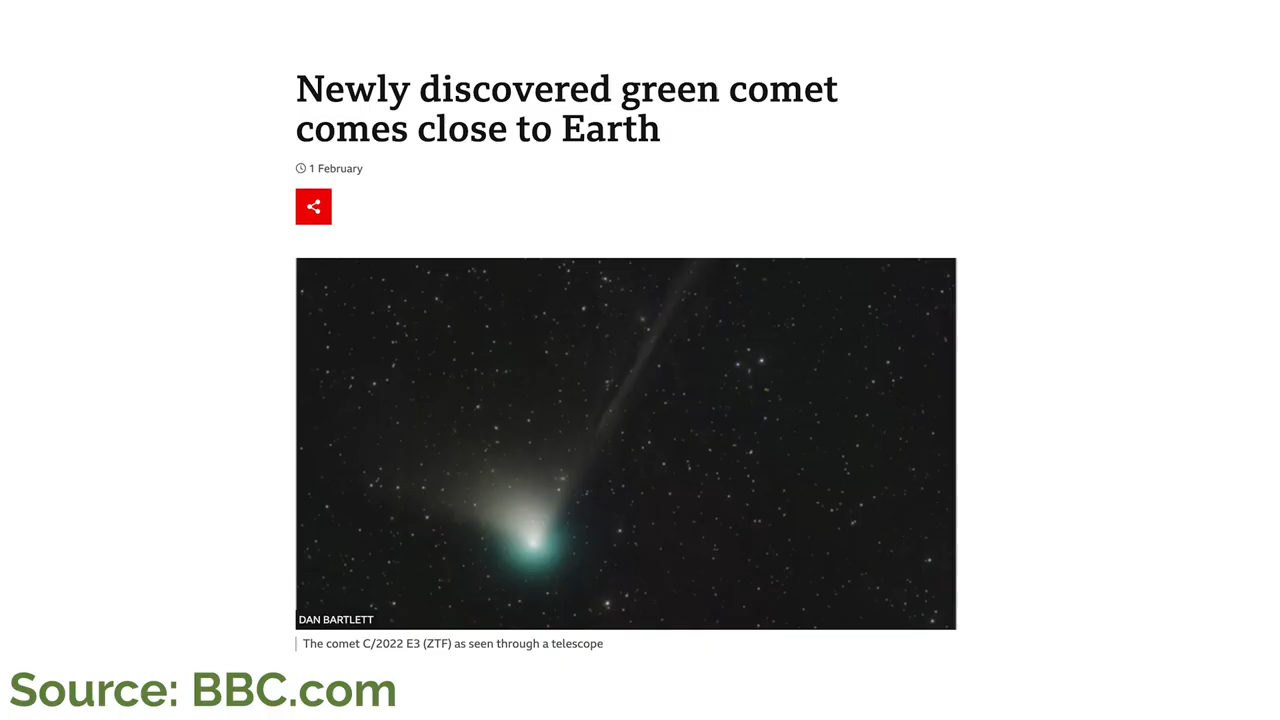 Newly discovered green comet
comes close to Earth
1 February
DAN BARTLETT
The comet C/2022 E3 (ZTF) as seen through a telescope
Source: BBC.com